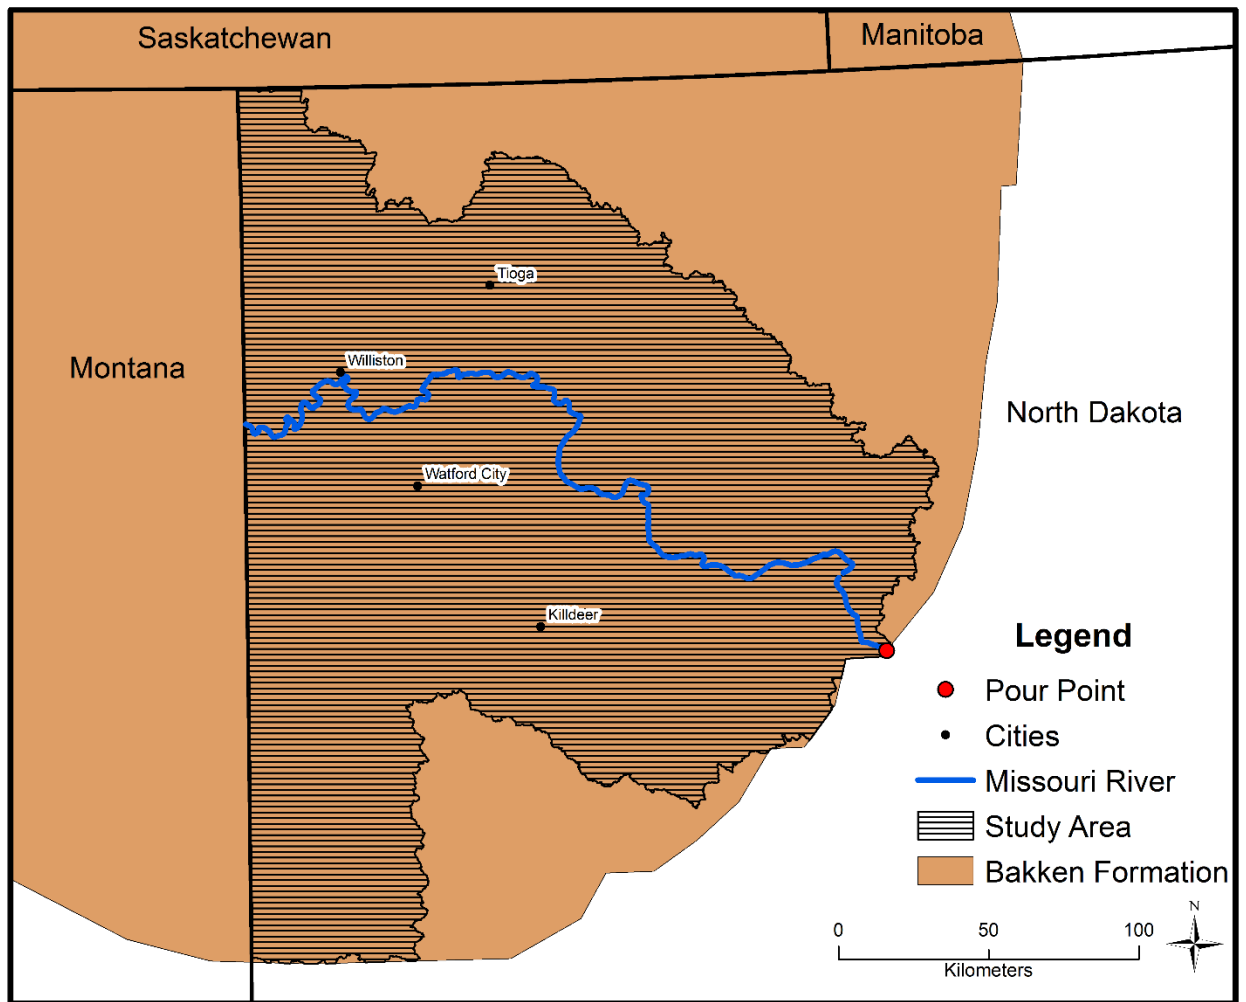 Saskatchewan
Manitoba
Tioga
Williston
Montana
North Dakota
Watford City
Killdeer
Legend
Pour Point
Cities
Missouri River
Study Area
Bakken Formation
N
0 50 100
Kilometers